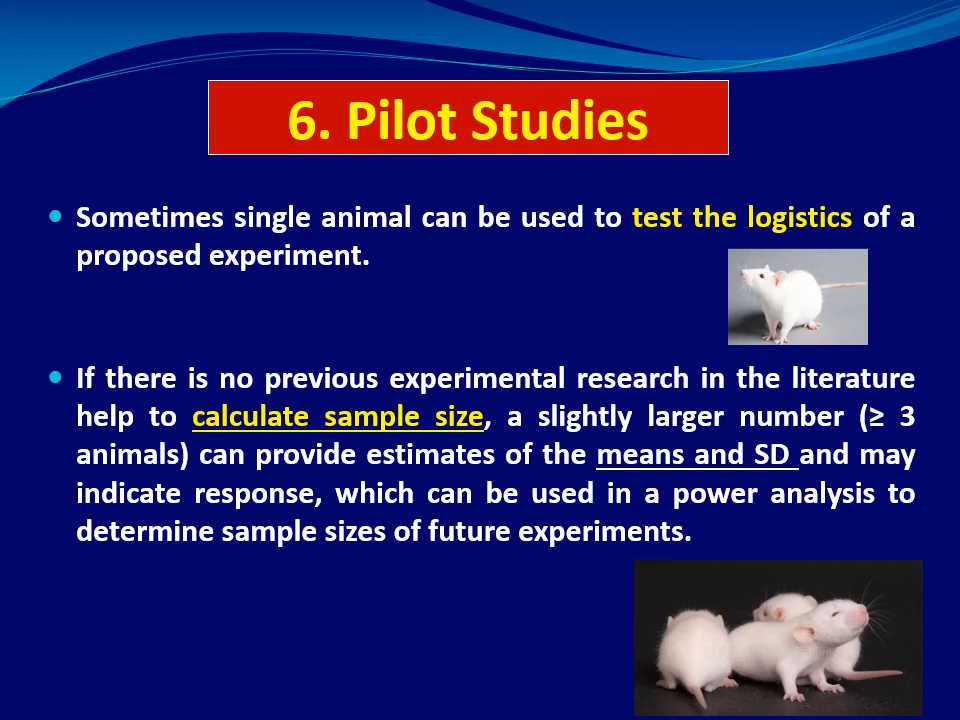 6. Pilot Studies
Sometimes single animal can be used to test the logistics of a
proposed experiment.
If there is no previous experimental research in the literature
help to calculate sample size, a slightly larger number (≥ 3
animals) can provide estimates of the means and SD and may
indicate response, which can be used in a power analysis to
determine sample sizes of future experiments.